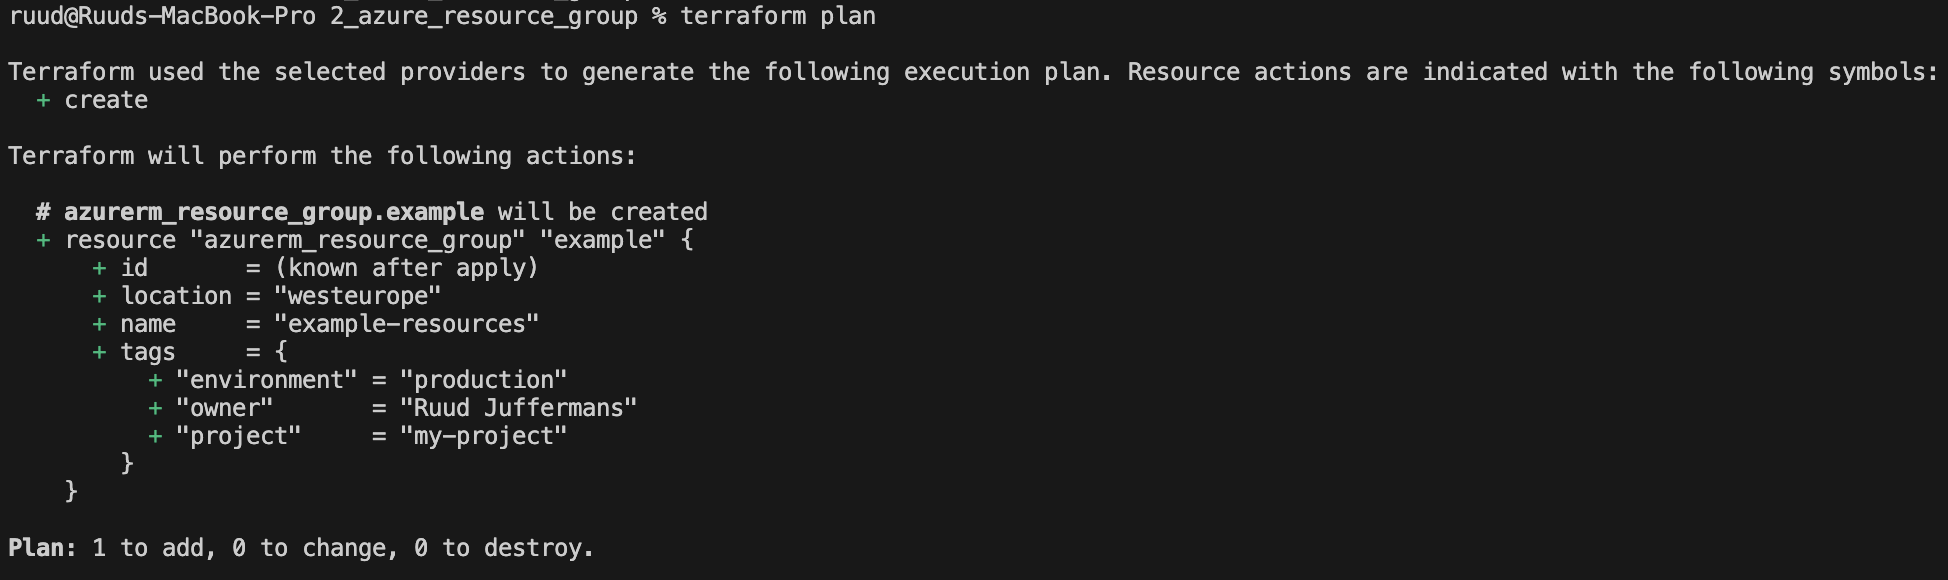 ruud@Ruuds-MacBook-Pro 2_azure_resource_group % terraform plan
Terraform used the selected providers to generate the following execution plan. Resource actions are indicated with the following symbols:
  + create
Terraform will perform the following actions:
  # azurerm_resource_group.example will be created
  + resource "azurerm_resource_group" "example" {
      + id       = (known after apply)
      + location = "westeurope"
      + name     = "example-resources"
      + tags     = {
          + "environment" = "production"
          + "owner"       = "Ruud Juffermans"
          + "project"     = "my-project"
        }
    }
Plan: 1 to add, 0 to change, 0 to destroy.